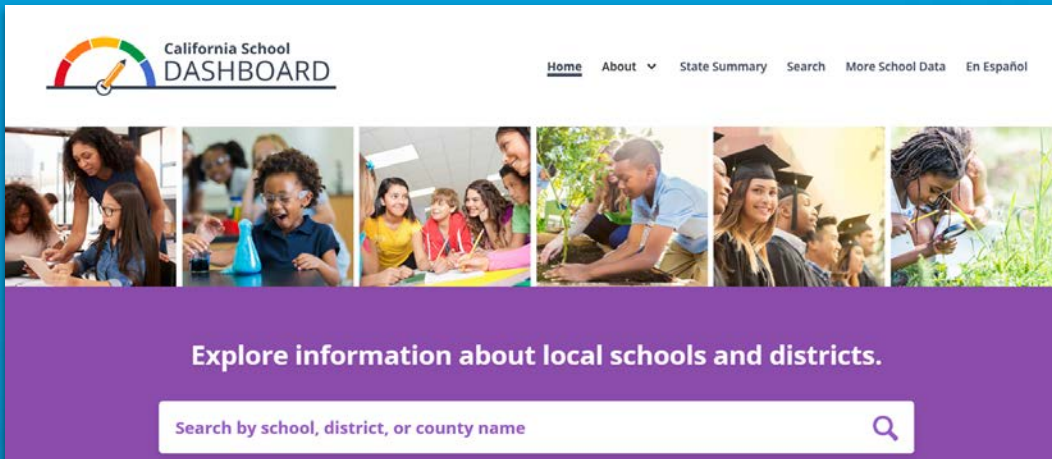 California School
DASHBOARD
Home About State Summary Search More School Data En Español
Explore information about local schools and districts.
Search by school, district, or county name